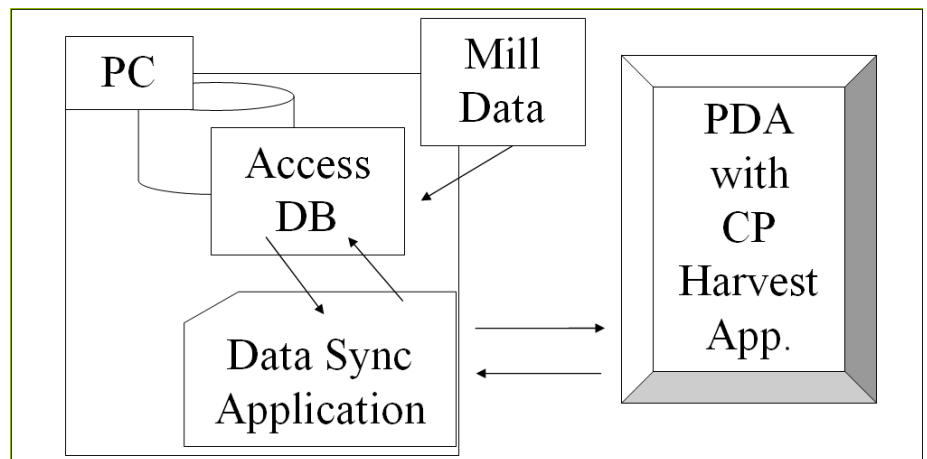 PC
Mill
Data
Access
DB
Data Sync
Application
PDA
with
CP
Harvest
App.